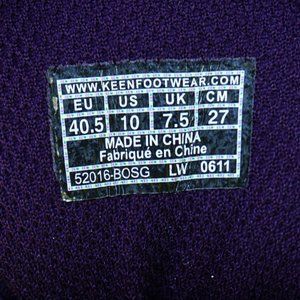 WWW.KEENFOOTWEAR.COM
EU US UK CM
40.5 10 7.5 27
MADE IN CHINA
Fabriqué en Chine
52016-BOSG LW 0611